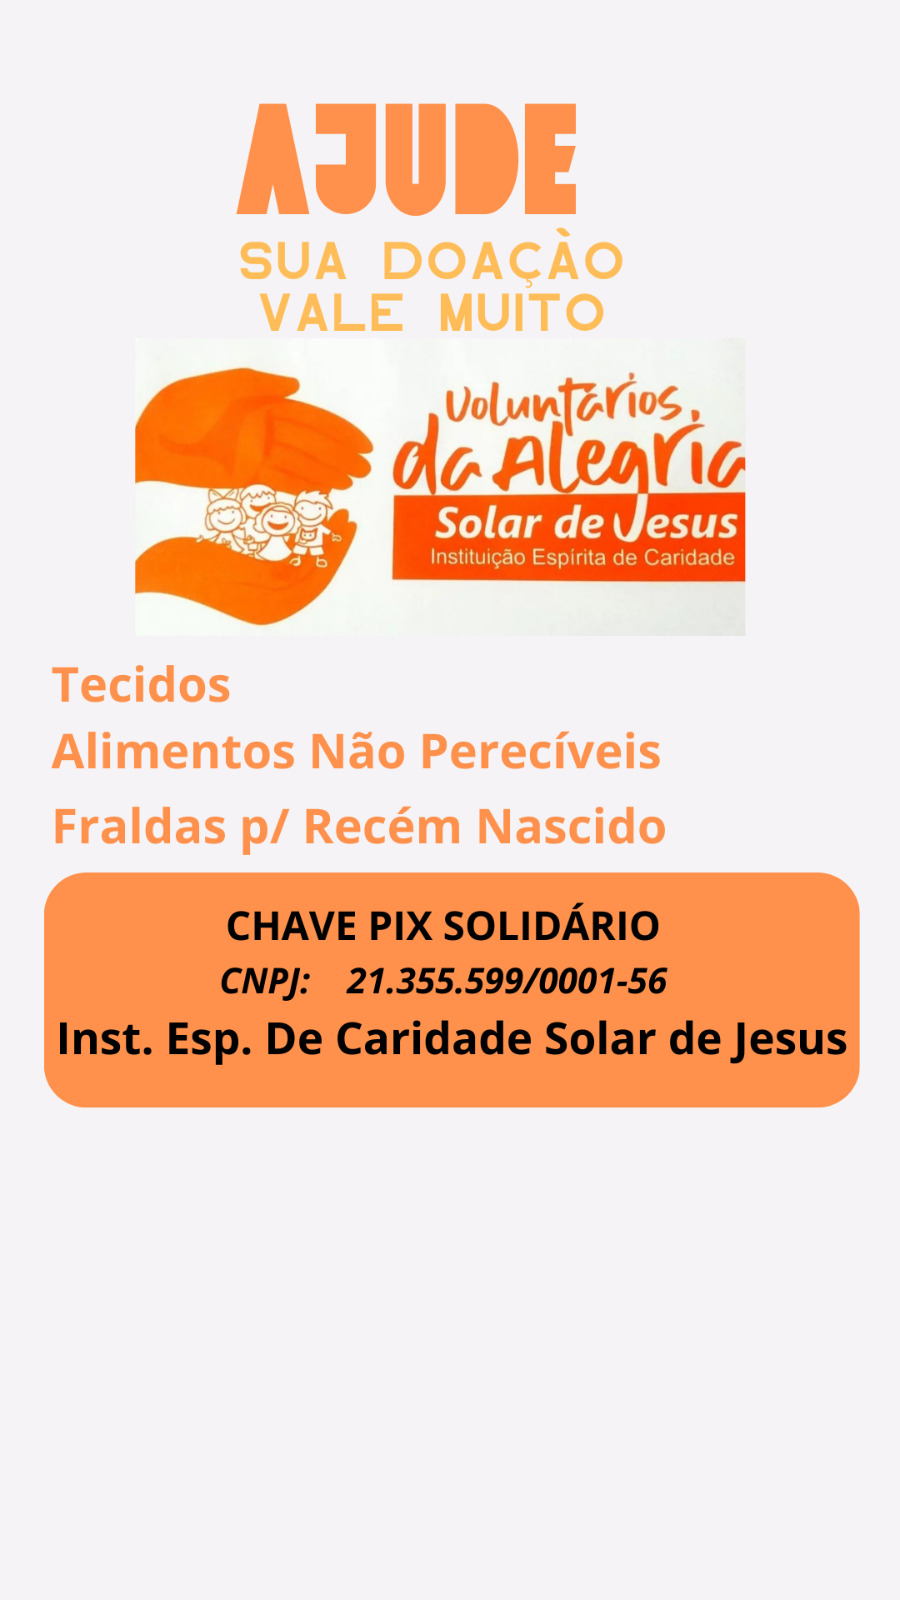 AJUDE
SUA DOAÇÀO
VALE MUITO
Voluntários
da Alegria
Solar de Jesus
Instituição Espírita de Caridade
Tecidos
Alimentos Não Perecíveis
Fraldas p/ Recém Nascido
CHAVE PIX SOLIDÁRIO
CNPJ: 21.355.599/0001-56
Inst. Esp. De Caridade Solar de Jesus